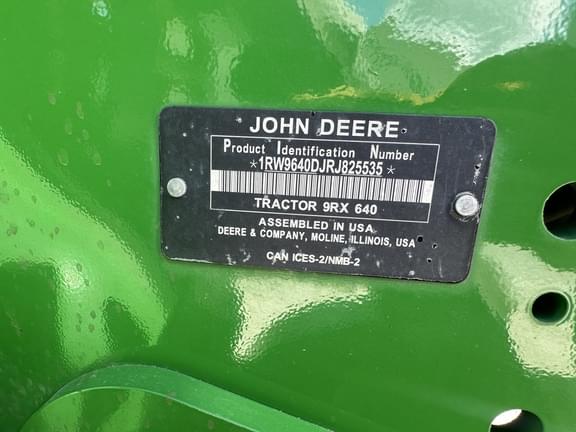 JOHN DEERE
Product Identification Number
*1RW9640DJRJ825535*
TRACTOR 9RX 640
ASSEMBLED IN USA
DEERE & COMPANY, MOLINE, ILLINOIS, USA
CAN ICES-2/NMB-2